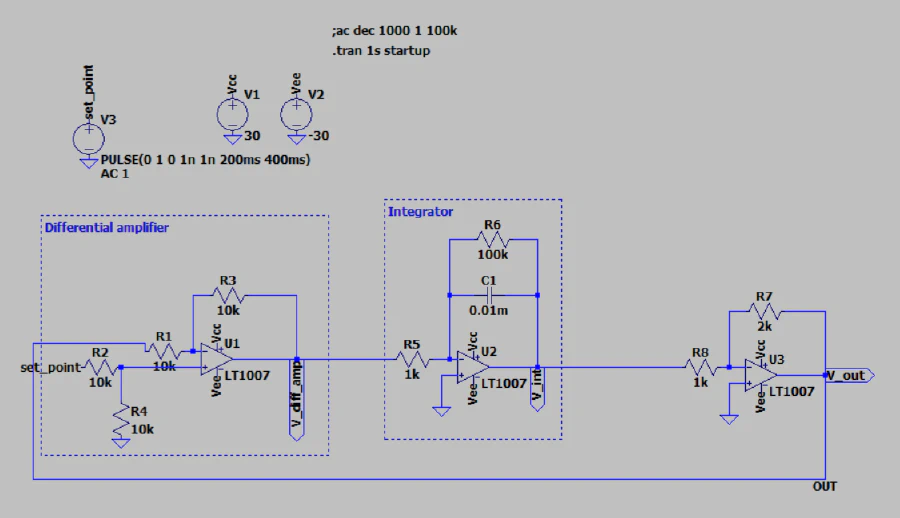 ;ac dec 1000 1 100k
.tran 1s startup
set_point
V3
PULSE(0 1 0 1n 1n 200ms 400ms)
AC 1
Vcc
V1
30
Vee
V2
-30
Differential amplifier
R3
10k
R1
10k
R2
set_point
10k
R4
10k
Vcc
U1
LT1007
Vee
V_diff_amp
Integrator
R6
100k
C1
0.01m
R5
1k
Vcc
U2
LT1007
Vee
V_int
R7
2k
R8
1k
Vcc
U3
LT1007
Vee
V_out
OUT